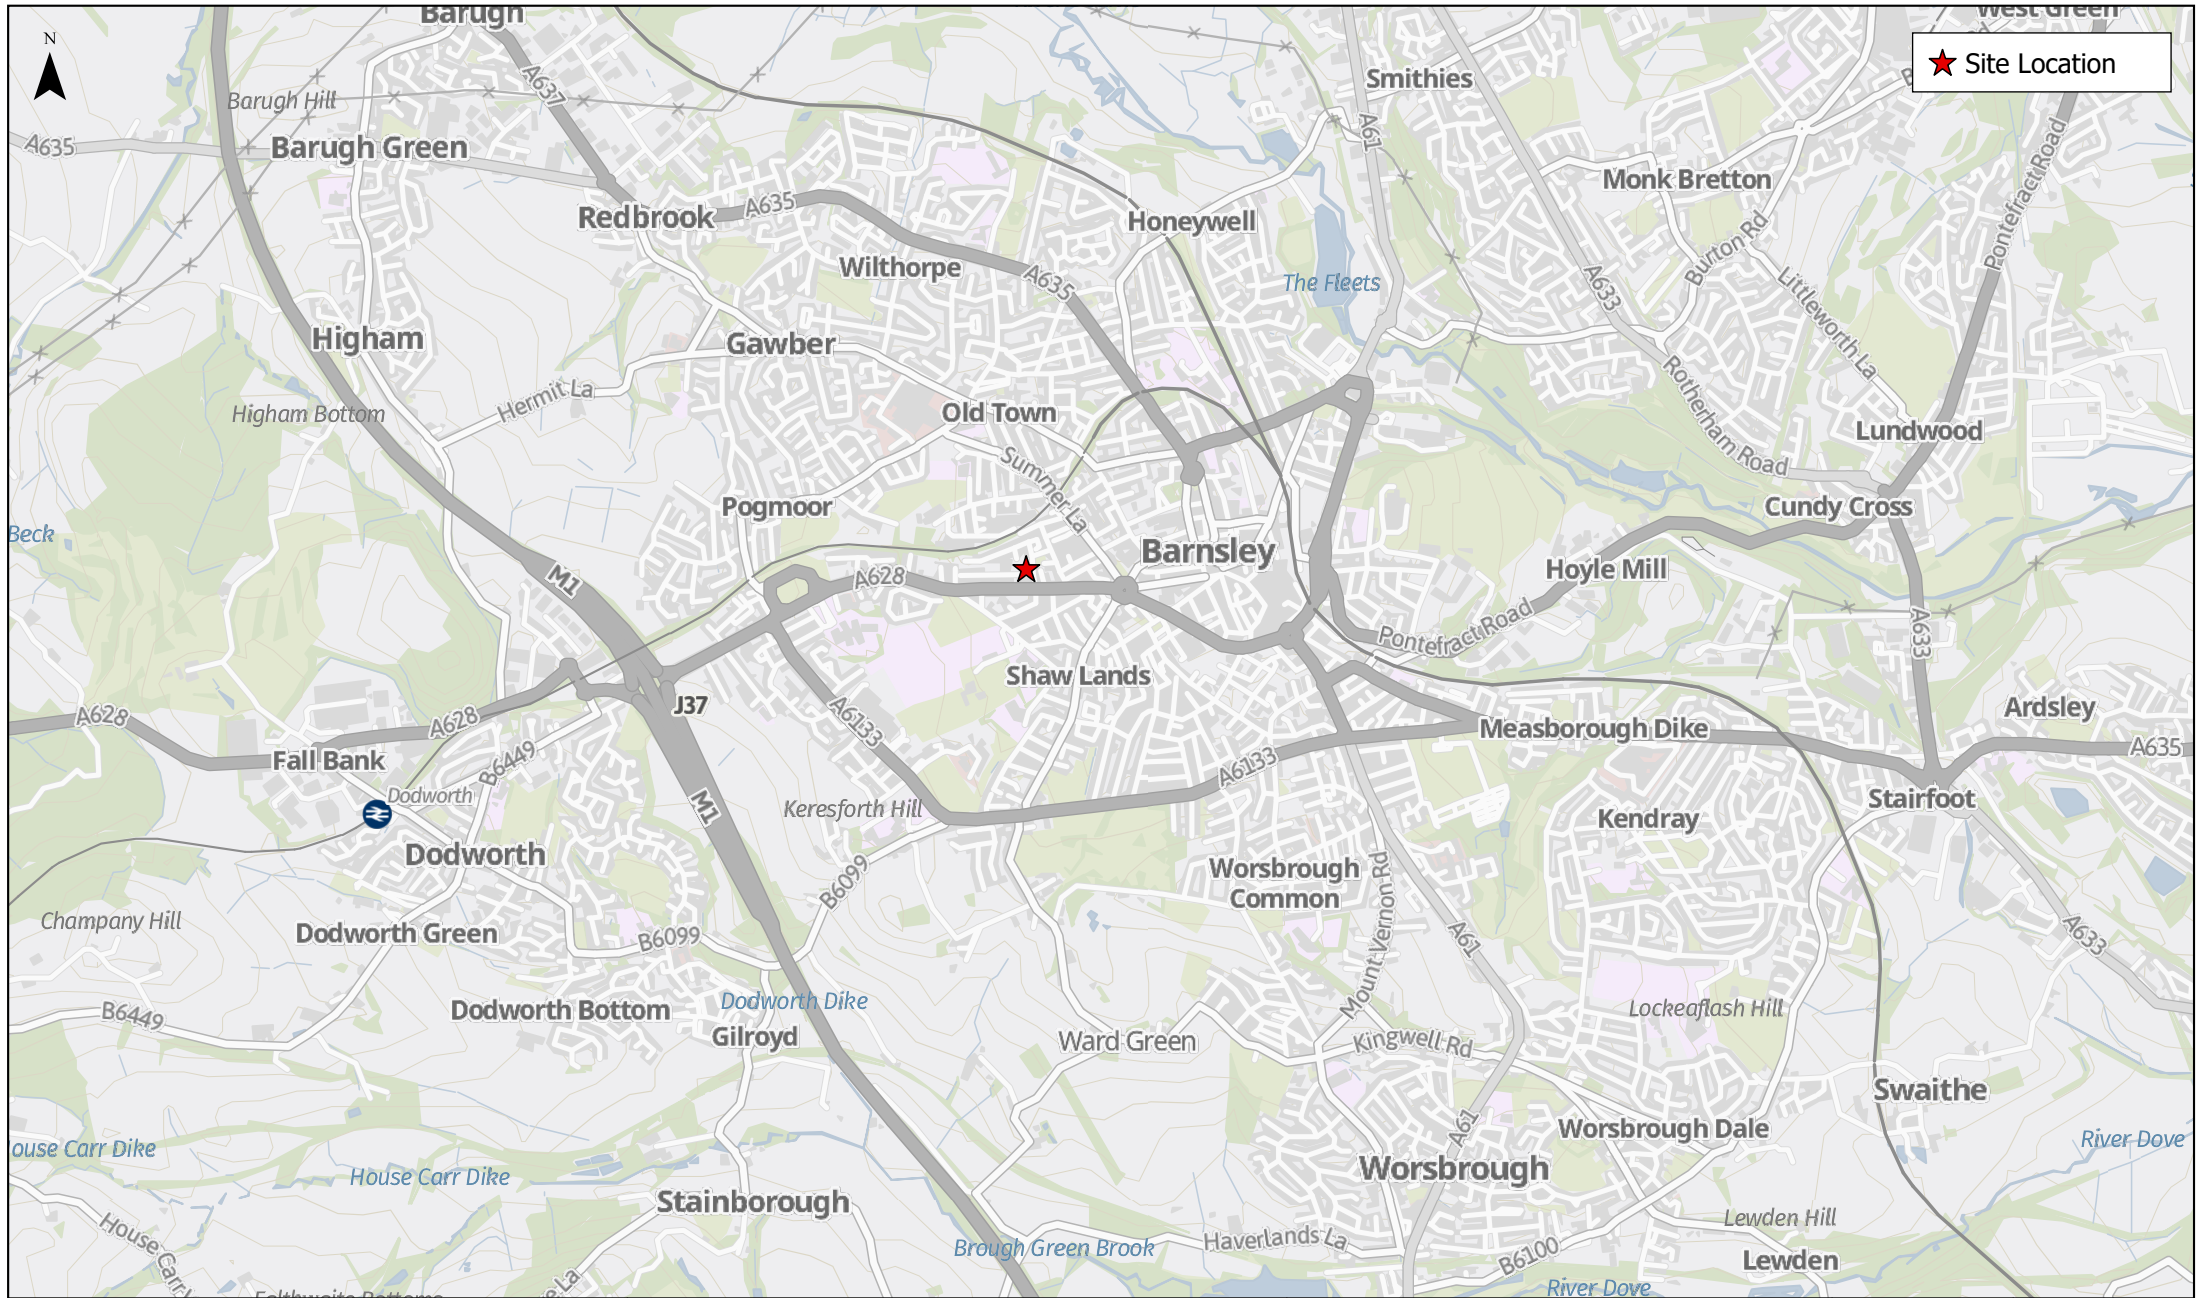 Barugh
West Green
N
Site Location
Smithies
A637
Barugh Hill
A61
A635
Barugh Green
Monk Bretton
Pontefract Road
Redbrook
A635
Honeywell
Burton Rd
Wilthorpe
A635
The Fleets
A633
Littleworth La
Higham
Gawber
Hermit La
Higham Bottom
Old Town
Rotherham Road
Lundwood
Summer La
Pogmoor
Cundy Cross
Beck
Barnsley
Hoyle Mill
M1
A628
Pontefract Road
A633
Shaw Lands
J37
Ardsley
A628
A628
A6133
Measborough Dike
A635
Fall Bank
B6449
A6133
Dodworth
M1
Keresforth Hill
Stairfoot
Kendray
Dodworth
B6099
Worsbrough
Common
Mount Vernon Rd
Champany Hill
Dodworth Green
B6099
A61
A633
Dodworth Dike
Lockeaflash Hill
Dodworth Bottom
B6449
Gilroyd
Ward Green
Kingwell Rd
Swaithe
A61
Worsbrough Dale
River Dove
ouse Carr Dike
House Carr Dike
Worsbrough
Stainborough
Lewden Hill
House Carr
Brough Green Brook
Haverlands La
B6100
Lewden
e La
River Dove